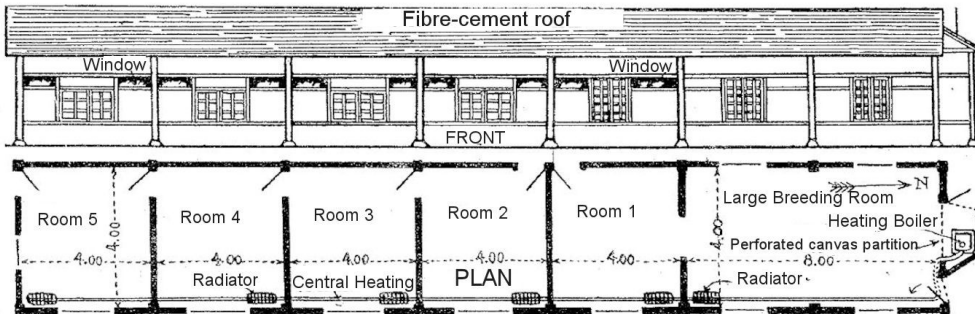 Fibre-cement roof
Window Window
FRONT
N
Large Breeding Room
Room 5 Room 4 Room 3 Room 2 Room 1
Heating Boiler
4.00 4.80
Perforated canvas partition
4.00 4.00 4.00 4.00 4.00 8.00
Radiator Central Heating PLAN Radiator